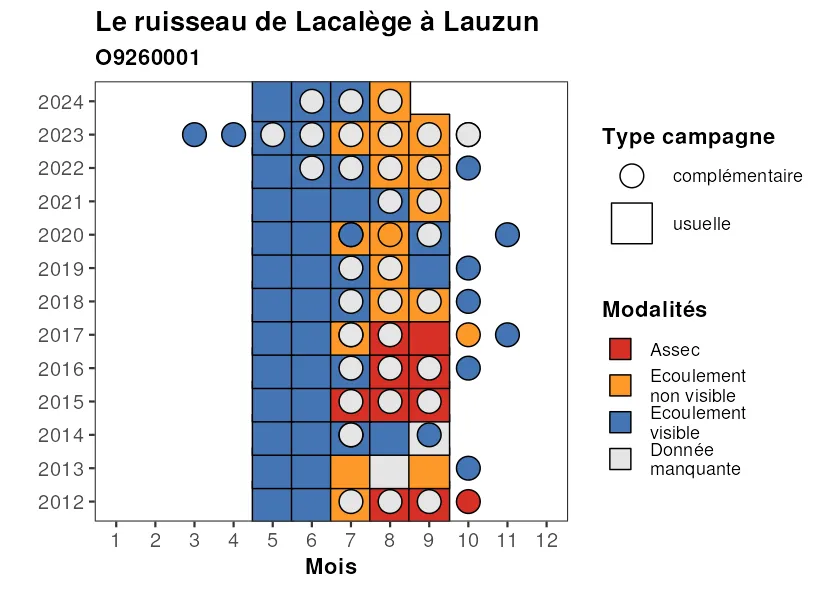 Le ruisseau de Lacalège à Lauzun
O9260001
2024
2023
2022
2021
2020
2019
2018
2017
2016
2015
2014
2013
2012
1 2 3 4 5 6 7 8 9 10 11 12
Mois
Type campagne
complémentaire
usuelle
Modalités
Assec
Ecoulement
non visible
Ecoulement
visible
Donnée
manquante